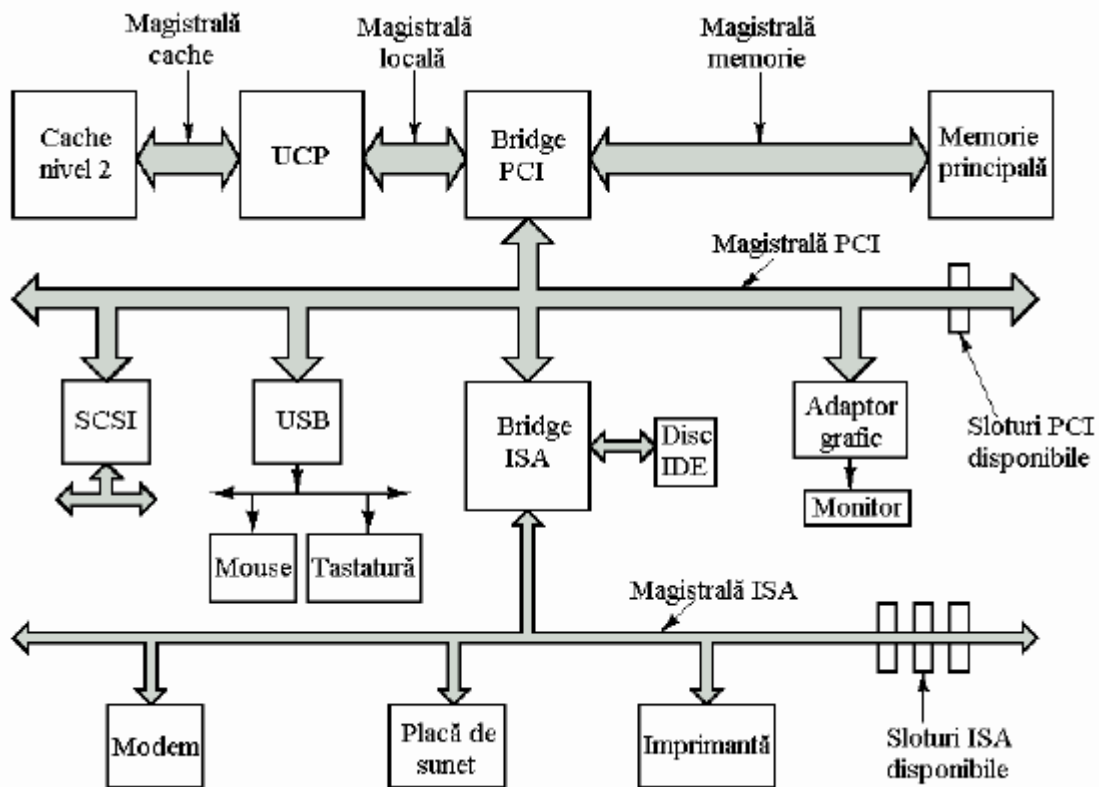 Magistrală
cache
Magistrală
locală
Magistrală
memorie
Cache
nivel 2
UCP
Bridge
PCI
Memorie
principală
Magistrală PCI
SCSI
USB
Bridge
ISA
Disc
IDE
Adaptor
grafic
Sloturi PCI
disponibile
Monitor
Mouse
Tastatură
Magistrală ISA
Modem
Placă de
sunet
Imprimantă
Sloturi ISA
disponibile